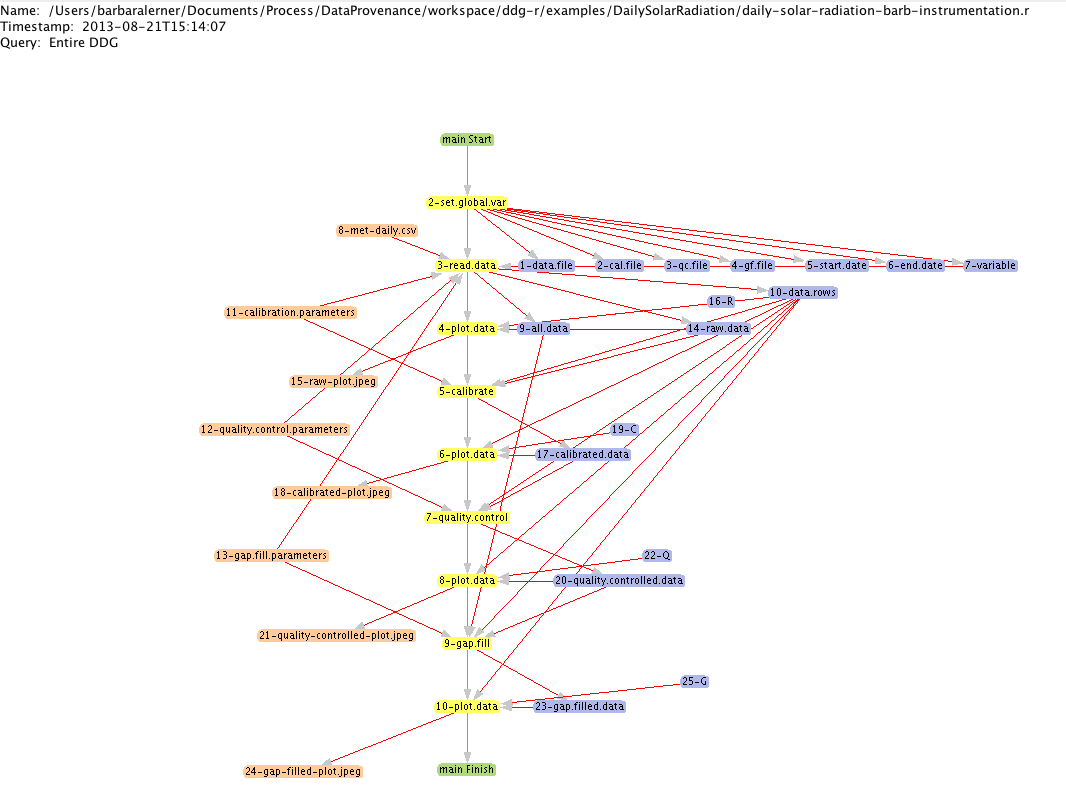 Name:  /Users/barbaralerner/Documents/Process/DataProvenance/workspace/ddg-r/examples/DailySolarRadiation/daily-solar-radiation-barb-instrumentation.r
Timestamp:  2013-08-21T15:14:07
Query:  Entire DDG
main Start
2-set.global.var
8-met-daily.csv
3-read.data
1-data.file
2-cal.file
3-qc.file
4-gf.file
5-start.date
6-end.date
7-variable
10-data.rows
16-R
11-calibration.parameters
4-plot.data
9-all.data
14-raw.data
15-raw-plot.jpeg
5-calibrate
12-quality.control.parameters
19-C
6-plot.data
17-calibrated.data
18-calibrated-plot.jpeg
7-quality.control
13-gap.fill.parameters
22-Q
8-plot.data
20-quality.controlled.data
21-quality-controlled-plot.jpeg
9-gap.fill
25-G
10-plot.data
23-gap.filled.data
24-gap-filled-plot.jpeg
main Finish